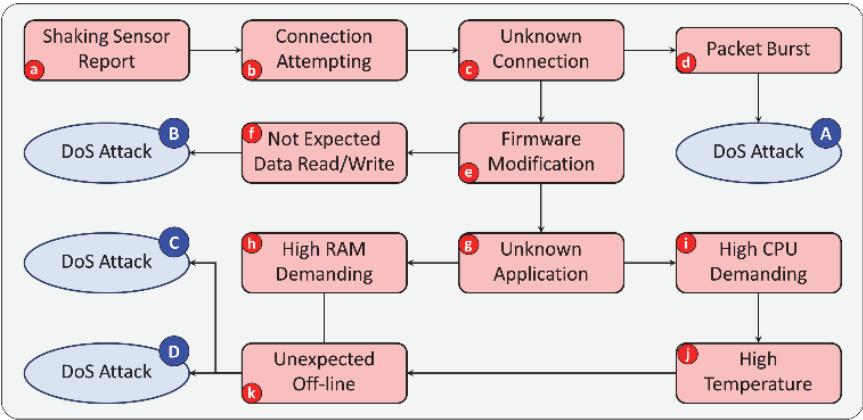 Shaking Sensor
Report
a
Connection
Attempting
b
Unknown
Connection
c
Packet Burst
d
DoS Attack
B
f
Not Expected
Data Read/Write
Firmware
Modification
e
DoS Attack
A
DoS Attack
C
h
High RAM
Demanding
g
Unknown
Application
i
High CPU
Demanding
DoS Attack
D
Unexpected
Off-line
k
j
High
Temperature